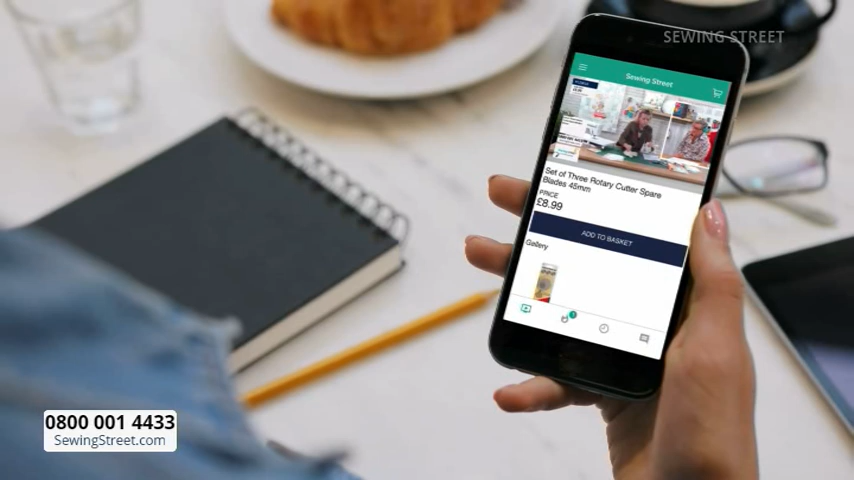 SEWING STREET
Sewing Street
Set of Three Rotary Cutter Spare
Blades 45mm
PRICE
£8.99
ADD TO BASKET
Gallery
0800 001 4433
SewingStreet.com